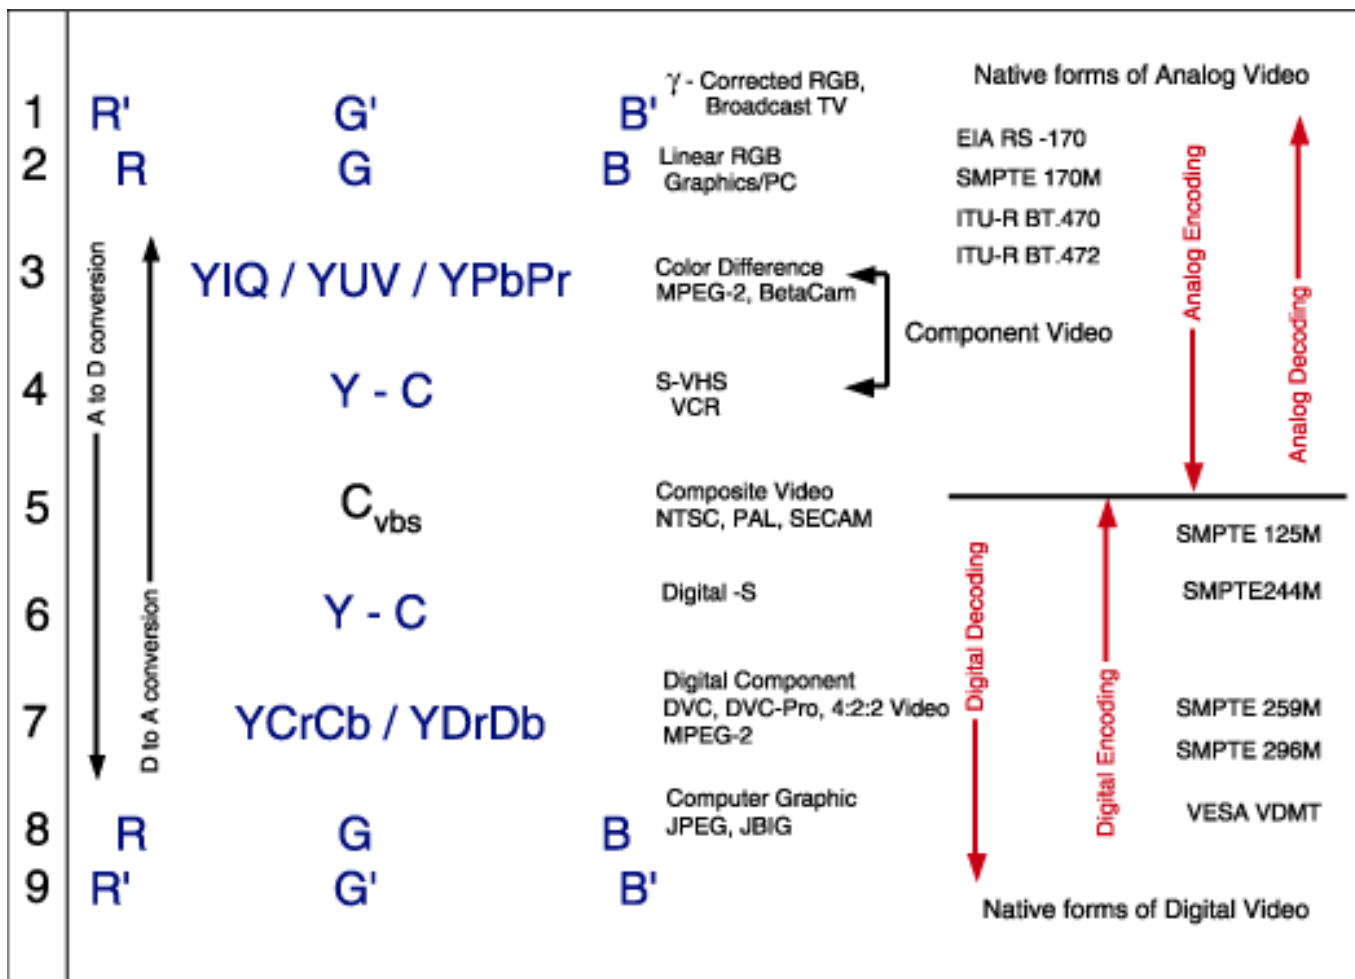 Native forms of Analog Video
γ - Corrected RGB,
Broadcast TV
1 R' G' B'
EIA RS -170
2 R G B
Linear RGB
Graphics/PC
SMPTE 170M
ITU-R BT.470
ITU-R BT.472
Analog Encoding
Analog Decoding
A to D conversion
3 YIQ / YUV / YPbPr
Color Difference
MPEG-2, BetaCam
Component Video
4 Y - C
S-VHS
VCR
5 Cvbs
Composite Video
NTSC, PAL, SECAM
SMPTE 125M
Digital Decoding
D to A conversion
6 Y - C
Digital -S
SMPTE244M
Digital Encoding
7 YCrCb / YDrDb
Digital Component
DVC, DVC-Pro, 4:2:2 Video
MPEG-2
SMPTE 259M
SMPTE 296M
8 R G B
Computer Graphic
JPEG, JBIG
VESA VDMT
9 R' G' B'
Native forms of Digital Video